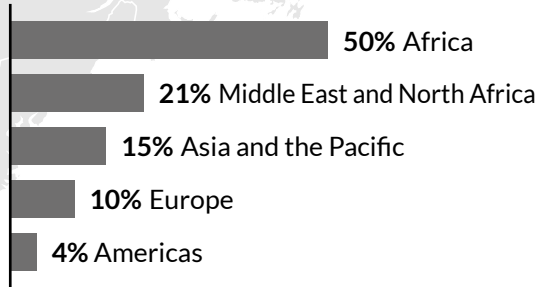 50% Africa
21% Middle East and North Africa
15% Asia and the Pacific
10% Europe
4% Americas